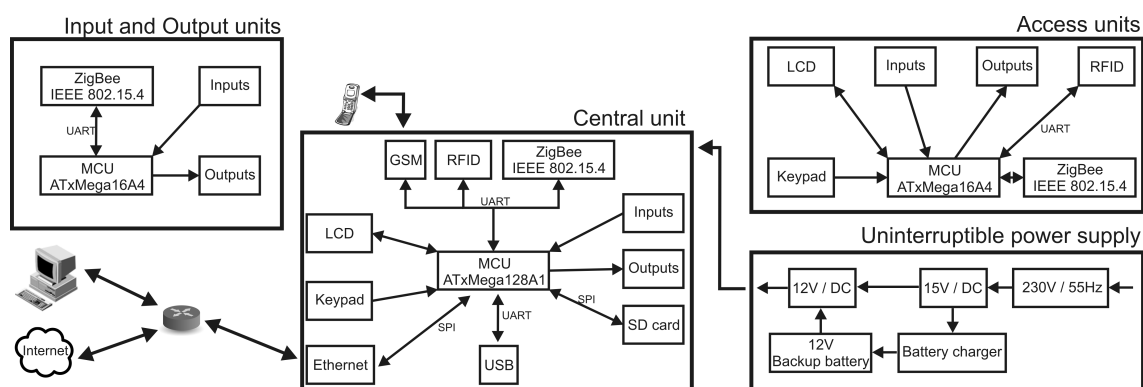 Input and Output units
ZigBee
IEEE 802.15.4
Inputs
UART
MCU
ATxMega16A4
Outputs
Internet
Central unit
GSM
RFID
ZigBee
IEEE 802.15.4
UART
Inputs
LCD
MCU
ATxMega128A1
Outputs
Keypad
SPI
UART
SPI
SD card
Ethernet
USB
Access units
LCD
Inputs
Outputs
RFID
UART
Keypad
MCU
ATxMega16A4
ZigBee
IEEE 802.15.4
Uninterruptible power supply
12V / DC
15V / DC
230V / 55Hz
12V
Backup battery
Battery charger